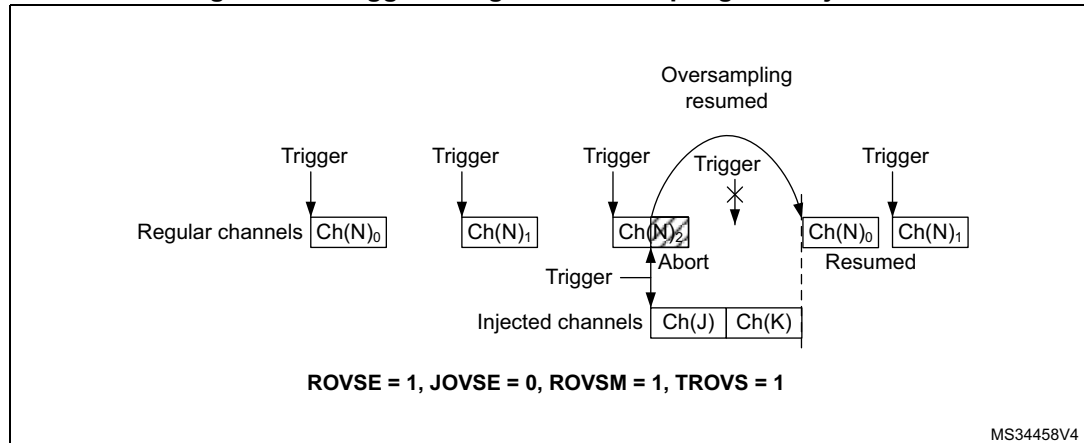 Oversampling
resumed
Trigger Trigger Trigger Trigger Trigger
Regular channels Ch(N)₀ Ch(N)₁ Ch(N)₂ Ch(N)₀ Ch(N)₁
Abort Resumed
Trigger
Injected channels Ch(J) Ch(K)
ROVSE = 1, JOVSE = 0, ROVSM = 1, TROVS = 1
MS34458V4